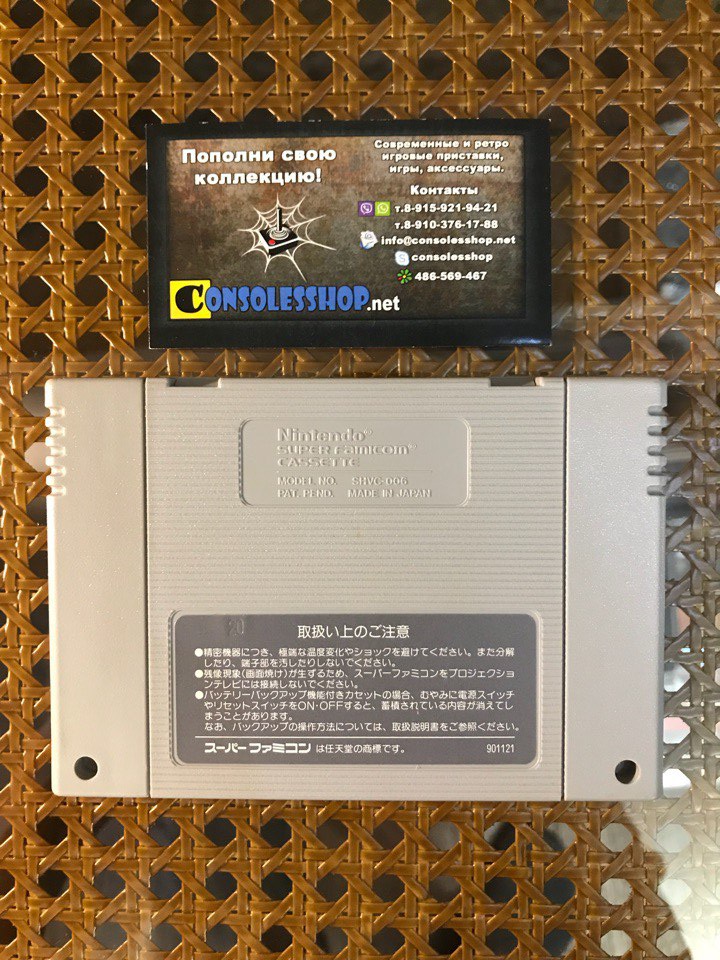 Пополни свою
коллекцию!
Современные и ретро
игровые приставки,
игры, аксессуары.
Контакты
т.8-915-921-94-21
т.8-910-376-17-88
info@consolesshop.net
consolesshop
486-569-467
CONSOLESSHOP.net
Nintendo®
SUPER FAMICOM®
CASSETTE
MODEL NO. SHVC-006
PAT. PEND. MADE IN JAPAN
取扱い上のご注意
●精密機器につき、極端な温度変化やショックを避けてください。また分解
したり、端子部を汚したりしないでください。
●残像現象(画面焼け)が生ずるため、スーパーファミコンをプロジェクショ
ンテレビには接続しないでください。
●バッテリーバックアップ機能付きカセットの場合、むやみに電源スイッチ
やリセットスイッチをON・OFFすると、蓄積されている内容が消えてし
まうことがあります。
なお、バックアップの操作方法については、取扱説明書をご参照ください。
スーパーファミコン は任天堂の商標です。 901121